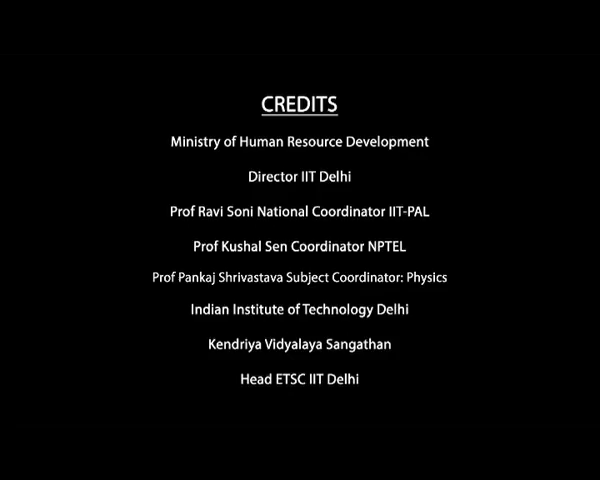 CREDITS
Ministry of Human Resource Development
Director IIT Delhi
Prof Ravi Soni National Coordinator IIT-PAL
Prof Kushal Sen Coordinator NPTEL
Prof Pankaj Shrivastava Subject Coordinator: Physics
Indian Institute of Technology Delhi
Kendriya Vidyalaya Sangathan
Head ETSC IIT Delhi